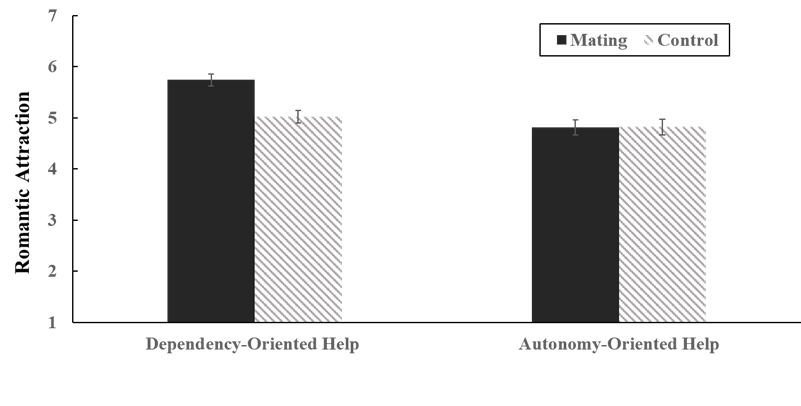 7
Mating Control
6
5
4
3
2
1
Romantic Attraction
Dependency-Oriented Help Autonomy-Oriented Help